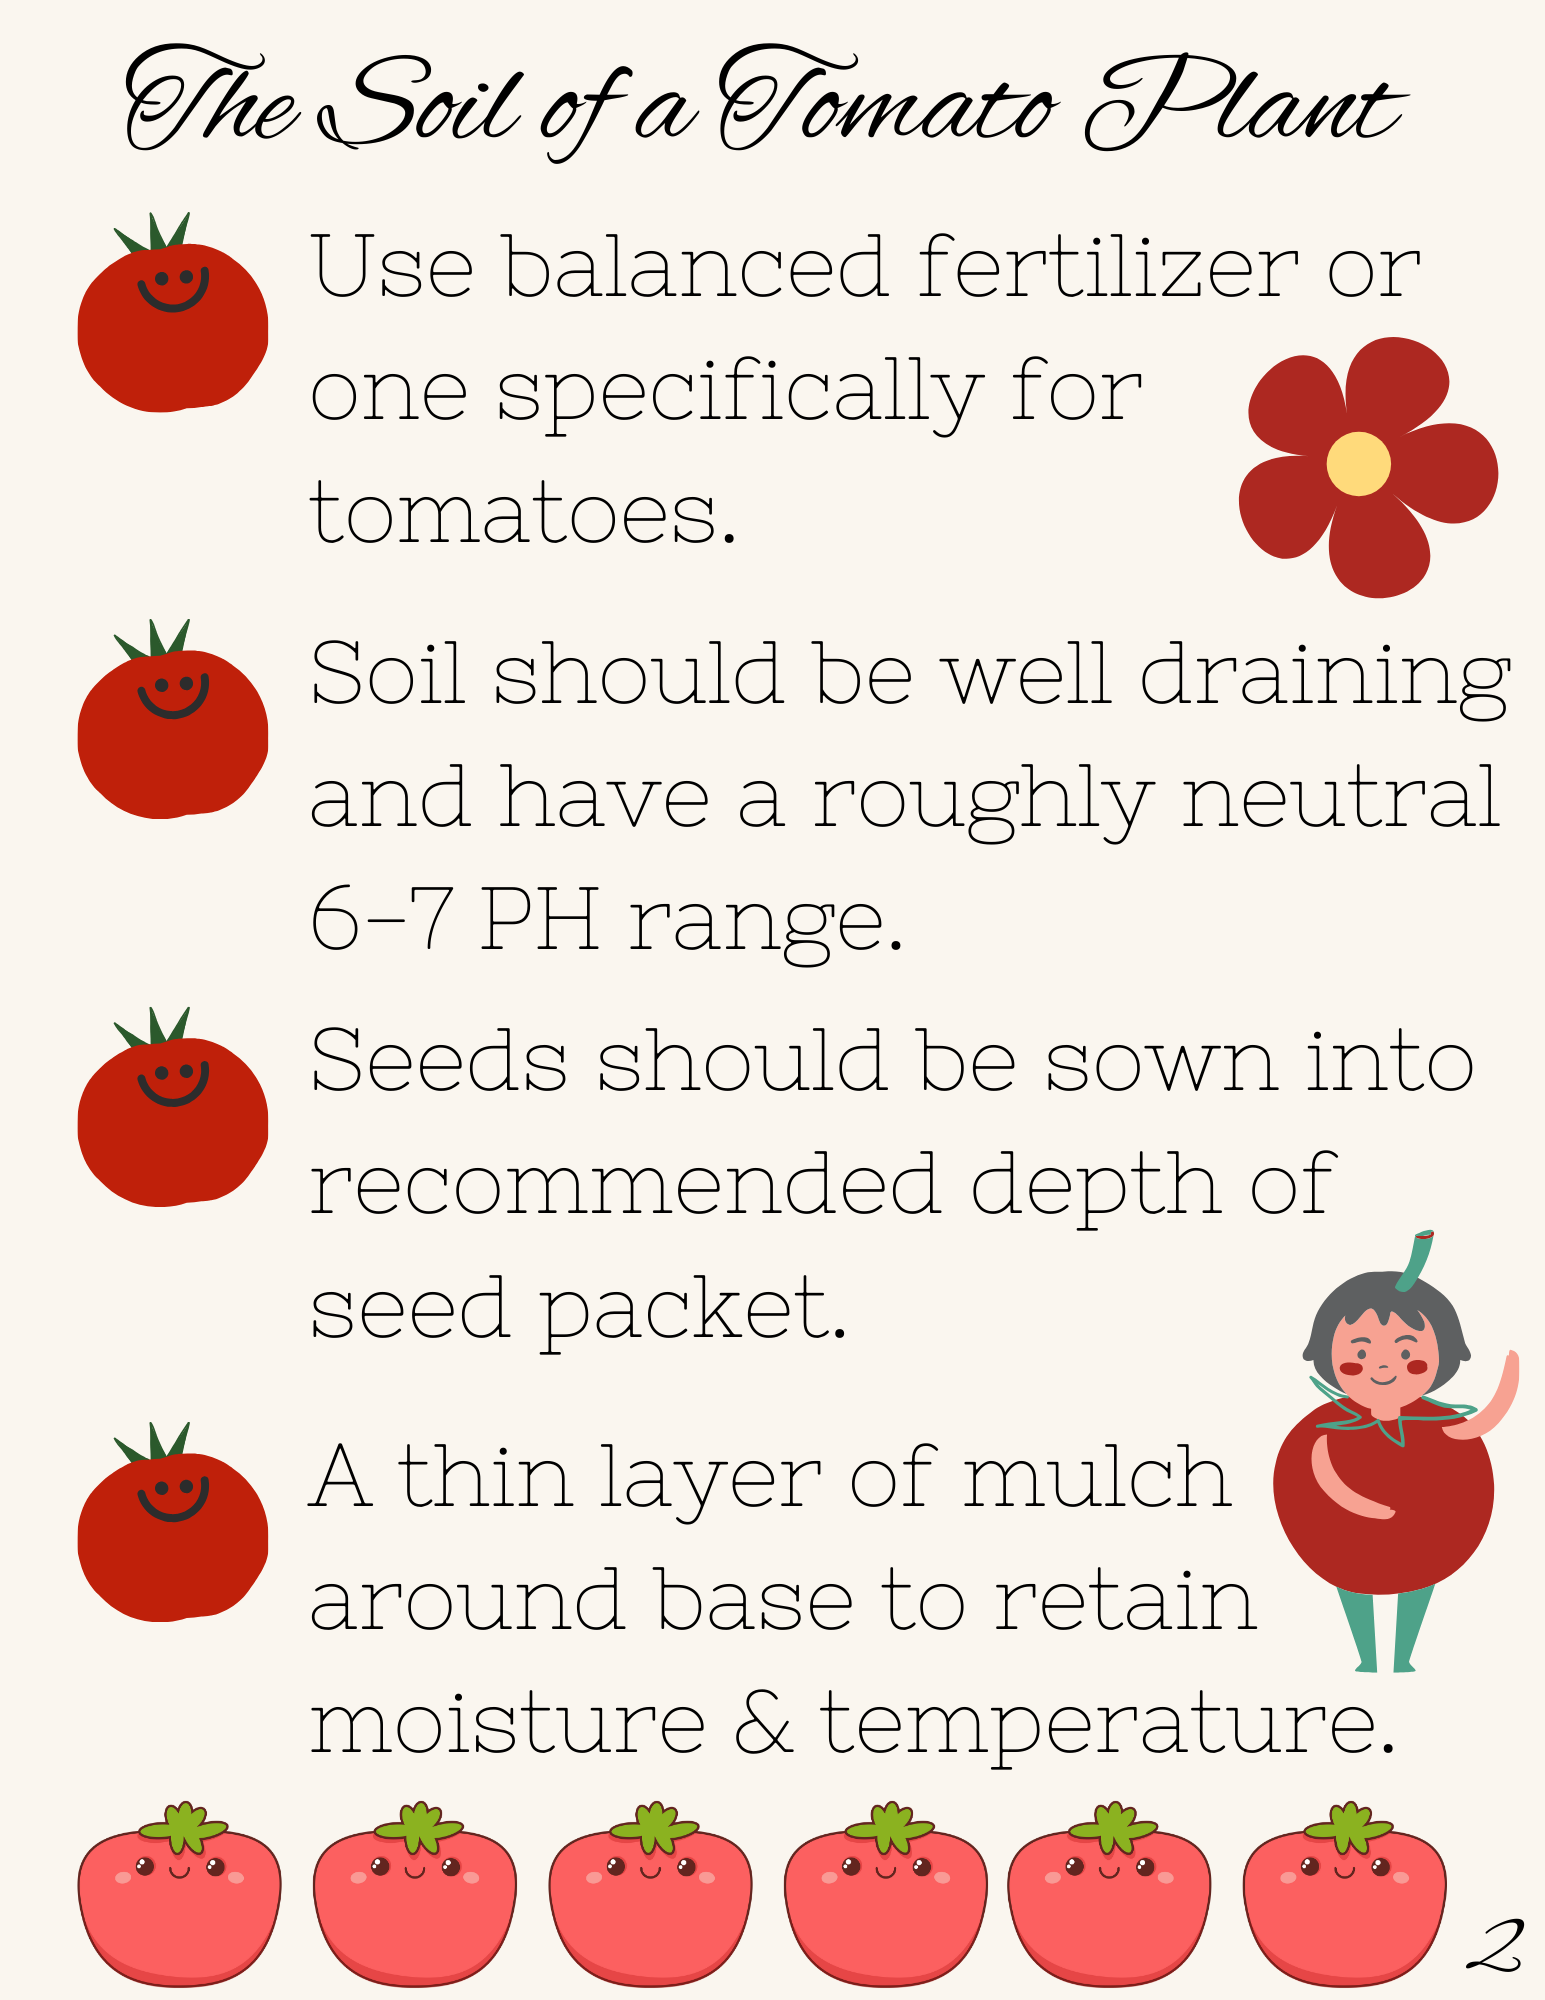 The Soil of a Tomato Plant
Use balanced fertilizer or
one specifically for
tomatoes.
Soil should be well draining
and have a roughly neutral
6-7 PH range.
Seeds should be sown into
recommended depth of
seed packet.
A thin layer of mulch
around base to retain
moisture & temperature.
2